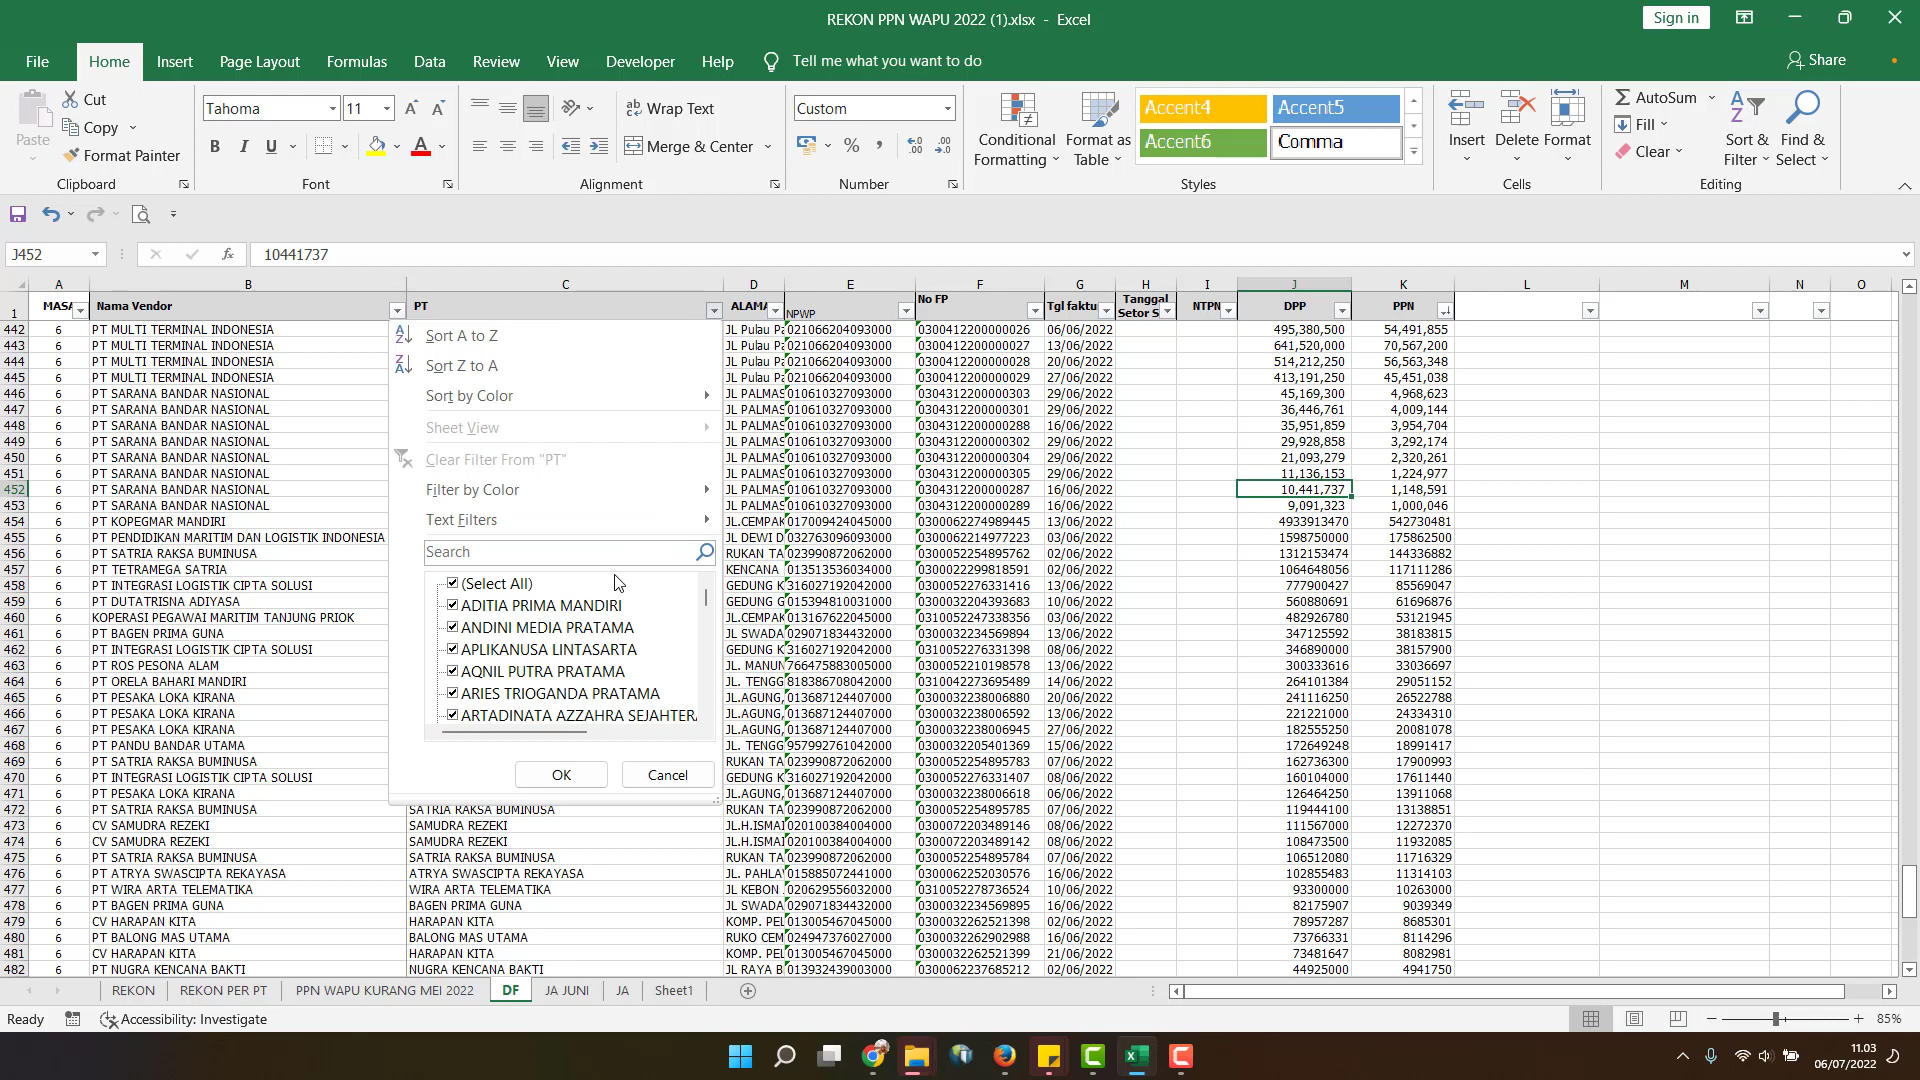 REKON PPN WAPU 2022 (1).xlsx - Excel
Sign in
File Home Insert Page Layout Formulas Data Review View Developer Help Tell me what you want to do Share
Paste Cut Copy Format Painter Clipboard
Tahoma 11 B I U Font
ab Wrap Text Merge & Center Alignment
Custom % Number
Conditional Formatting Format as Table Accent4 Accent5 Accent6 Comma Styles
Insert Delete Format Cells
AutoSum Fill Clear Sort & Filter Find & Select Editing
J452 fx 10441737
A B C D E F G H I J K L M N O
1 MASA Nama Vendor PT ALAMA NPWP No FP Tgl faktu Tanggal Setor S NTPN DPP PPN
442 6 PT MULTI TERMINAL INDONESIA JL Pulau Pa 021066204093000 0300412200000026 06/06/2022 495,380,500 54,491,855
443 6 PT MULTI TERMINAL INDONESIA JL Pulau Pa 021066204093000 0300412200000027 13/06/2022 641,520,000 70,567,200
444 6 PT MULTI TERMINAL INDONESIA JL Pulau Pa 021066204093000 0300412200000028 20/06/2022 514,212,250 56,563,348
445 6 PT MULTI TERMINAL INDONESIA JL Pulau Pa 021066204093000 0300412200000029 27/06/2022 413,191,250 45,451,038
446 6 PT SARANA BANDAR NASIONAL JL PALMAS 010610327093000 0304312200000303 29/06/2022 45,169,300 4,968,623
447 6 PT SARANA BANDAR NASIONAL JL PALMAS 010610327093000 0304312200000301 29/06/2022 36,446,761 4,009,144
448 6 PT SARANA BANDAR NASIONAL JL PALMAS 010610327093000 0304312200000288 16/06/2022 35,951,859 3,954,704
449 6 PT SARANA BANDAR NASIONAL JL PALMAS 010610327093000 0304312200000302 29/06/2022 29,928,858 3,292,174
450 6 PT SARANA BANDAR NASIONAL JL PALMAS 010610327093000 0304312200000304 29/06/2022 21,093,279 2,320,261
451 6 PT SARANA BANDAR NASIONAL JL PALMAS 010610327093000 0304312200000305 29/06/2022 11,136,153 1,224,977
452 6 PT SARANA BANDAR NASIONAL JL PALMAS 010610327093000 0304312200000287 16/06/2022 10,441,737 1,148,591
453 6 PT SARANA BANDAR NASIONAL JL PALMAS 010610327093000 0304312200000289 16/06/2022 9,091,323 1,000,046
454 6 PT KOPEGMAR MANDIRI JL.CEMPAK 017009424045000 0300062274989445 13/06/2022 4933913470 542730481
455 6 PT PENDIDIKAN MARITIM DAN LOGISTIK INDONESIA JL DEWI D 032763096093000 0300062214977223 03/06/2022 1598750000 175862500
456 6 PT SATRIA RAKSA BUMINUSA RUKAN TA 023990872062000 0300052254895762 02/06/2022 1312153474 144336882
457 6 PT TETRAMEGA SATRIA KENCANA 013513536034000 0300022299818591 02/06/2022 1064648056 117111286
458 6 PT INTEGRASI LOGISTIK CIPTA SOLUSI GEDUNG K 316027192042000 0300052276331416 13/06/2022 777900427 85569047
459 6 PT DUTATRISNA ADIYASA GEDUNG G 015394810031000 0300032204393683 10/06/2022 560880691 61696876
460 6 KOPERASI PEGAWAI MARITIM TANJUNG PRIOK JL.CEMPAK 013167622045000 0310052247338356 03/06/2022 482926780 53121945
461 6 PT BAGEN PRIMA GUNA JL SWADA 029071834432000 0300032234569894 13/06/2022 347125592 38183815
462 6 PT INTEGRASI LOGISTIK CIPTA SOLUSI GEDUNG K 316027192042000 0310052276331398 08/06/2022 346890000 38157900
463 6 PT ROS PESONA ALAM JL. MANUN 766475883005000 0300052210198578 13/06/2022 300333616 33036697
464 6 PT ORELA BAHARI MANDIRI JL. TENGG 818386708042000 0310042273695489 14/06/2022 264101384 29051152
465 6 PT PESAKA LOKA KIRANA JL.AGUNG, 013687124407000 0300032238006880 20/06/2022 241116250 26522788
466 6 PT PESAKA LOKA KIRANA JL.AGUNG, 013687124407000 0300032238006592 13/06/2022 221221000 24334310
467 6 PT PESAKA LOKA KIRANA JL.AGUNG, 013687124407000 0300032238006945 27/06/2022 182555250 20081078
468 6 PT PANDU BANDAR UTAMA JL. TENGG 957992761042000 0300032205401369 15/06/2022 172649248 18991417
469 6 PT SATRIA RAKSA BUMINUSA RUKAN TA 023990872062000 0300052254895783 07/06/2022 162736300 17900993
470 6 PT INTEGRASI LOGISTIK CIPTA SOLUSI GEDUNG K 316027192042000 0300052276331407 08/06/2022 160104000 17611440
471 6 PT PESAKA LOKA KIRANA JL.AGUNG, 013687124407000 0300032238006618 06/06/2022 126464250 13911068
472 6 PT SATRIA RAKSA BUMINUSA SATRIA RAKSA BUMINUSA RUKAN TA 023990872062000 0300052254895785 07/06/2022 119444100 13138851
473 6 CV SAMUDRA REZEKI SAMUDRA REZEKI JL.H.ISMAI 020100384004000 0300072203489146 08/06/2022 111567000 12272370
474 6 CV SAMUDRA REZEKI SAMUDRA REZEKI JL.H.ISMAI 020100384004000 0300072203489145 08/06/2022 108473500 11932085
475 6 PT SATRIA RAKSA BUMINUSA SATRIA RAKSA BUMINUSA RUKAN TA 023990872062000 0300052254895784 07/06/2022 106512080 11716329
476 6 PT ATRYA SWASCIPTA REKAYASA ATRYA SWASCIPTA REKAYASA JL. PAHLA 015885072441000 0300062252030576 16/06/2022 102855483 11314103
477 6 PT WIRA ARTA TELEMATIKA WIRA ARTA TELEMATIKA JL KEBON 020629556032000 0310052278736524 10/06/2022 93300000 10263000
478 6 PT BAGEN PRIMA GUNA BAGEN PRIMA GUNA JL SWADA 029071834432000 0300032234569895 16/06/2022 82175907 9039349
479 6 CV HARAPAN KITA HARAPAN KITA KOMP. PEL 013005467045000 0300032262521398 02/06/2022 78957287 8685301
480 6 PT BALONG MAS UTAMA BALONG MAS UTAMA RUKO CEM 024947376027000 0300032262902988 16/06/2022 73766331 8114296
481 6 CV HARAPAN KITA HARAPAN KITA KOMP. PEL 013005467045000 0300032262521399 21/06/2022 73481647 8082981
482 6 PT NUGRA KENCANA BAKTI NUGRA KENCANA BAKTI JL RAYA B 013932439003000 0300062237685212 02/06/2022 44925000 4941750
Sort A to Z
Sort Z to A
Sort by Color
Sheet View
Clear Filter From "PT"
Filter by Color
Text Filters
Search
(Select All)
ADITIA PRIMA MANDIRI
ANDINI MEDIA PRATAMA
APLIKANUSA LINTASARTA
AQNIL PUTRA PRATAMA
ARIES TRIOGANDA PRATAMA
ARTADINATA AZZAHRA SEJAHTERA
OK Cancel
REKON REKON PER PT PPN WAPU KURANG MEI 2022 DF JA JUNI JA Sheet1
Ready Accessibility: Investigate 85%
11.03
06/07/2022